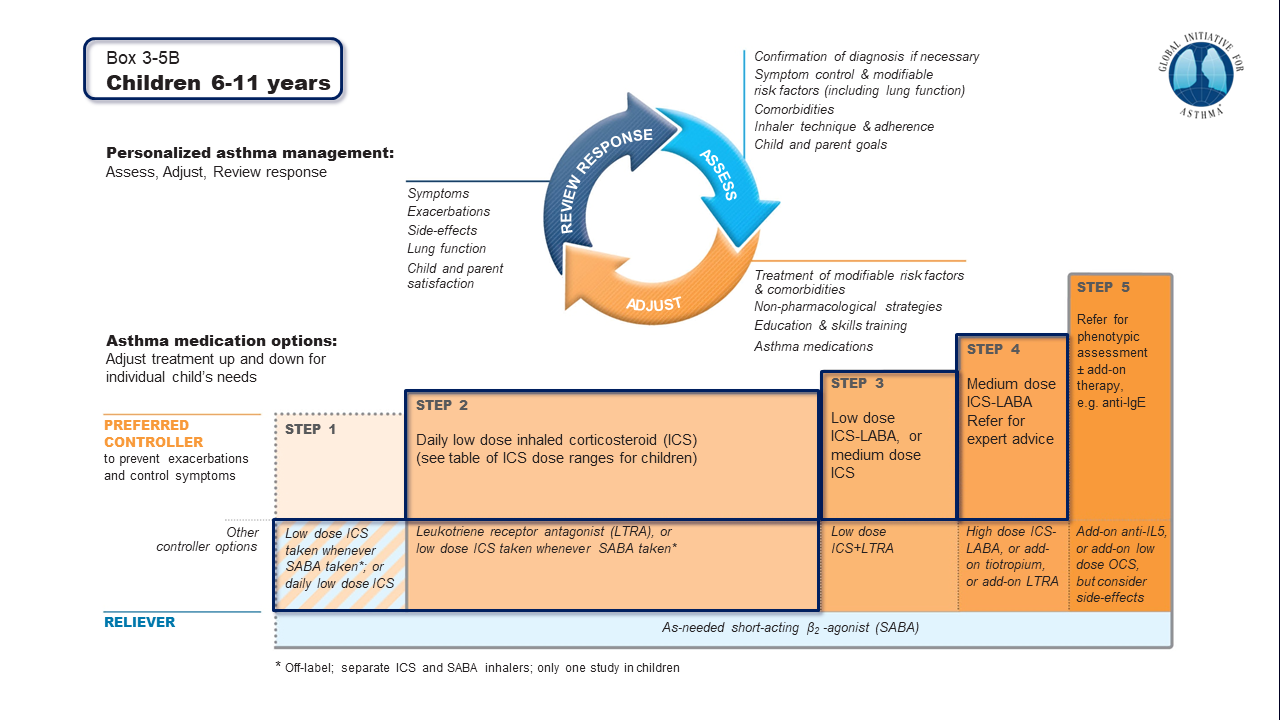 Box 3-5B
Children 6-11 years
GLOBAL INITIATIVE FOR
ASTHMA
Personalized asthma management:
Assess, Adjust, Review response
REVIEW RESPONSE
ASSESS
ADJUST
Confirmation of diagnosis if necessary
Symptom control & modifiable
risk factors (including lung function)
Comorbidities
Inhaler technique & adherence
Child and parent goals
Symptoms
Exacerbations
Side-effects
Lung function
Child and parent
satisfaction
Treatment of modifiable risk factors
& comorbidities
Non-pharmacological strategies
Education & skills training
Asthma medications
Asthma medication options:
Adjust treatment up and down for
individual child's needs
PREFERRED
CONTROLLER
to prevent exacerbations
and control symptoms
STEP 1
STEP 2
Daily low dose inhaled corticosteroid (ICS)
(see table of ICS dose ranges for children)
STEP 3
Low dose
ICS-LABA, or
medium dose
ICS
STEP 4
Medium dose
ICS-LABA
Refer for
expert advice
STEP 5
Refer for
phenotypic
assessment
± add-on
therapy,
e.g. anti-IgE
Other
controller options
Low dose ICS
taken whenever
SABA taken*; or
daily low dose ICS
Leukotriene receptor antagonist (LTRA), or
low dose ICS taken whenever SABA taken*
Low dose
ICS+LTRA
High dose ICS-
LABA, or add-
on tiotropium,
or add-on LTRA
Add-on anti-IL5,
or add-on low
dose OCS,
but consider
side-effects
RELIEVER
As-needed short-acting β₂ -agonist (SABA)
* Off-label; separate ICS and SABA inhalers; only one study in children